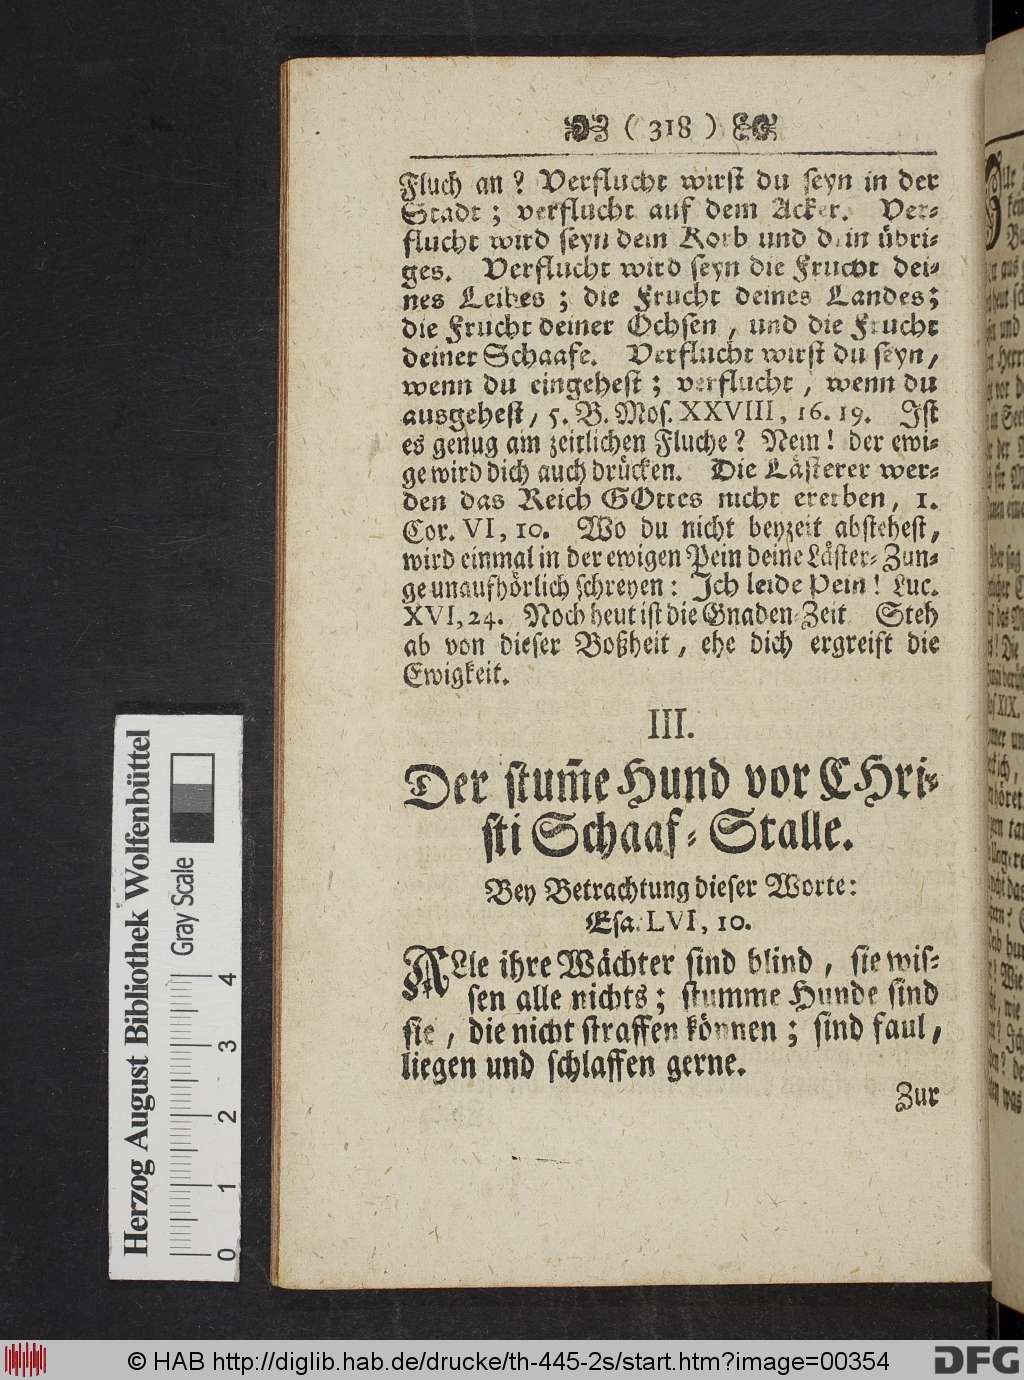 ( 318 )
Fluch an? Verflucht wirst du seyn in der
Stadt; verflucht auf dem Acker. Ver-
flucht wird seyn dein Korb und dein übri-
ges. Verflucht wird seyn die Frucht dei-
nes Leibes; die Frucht deines Landes;
die Frucht deiner Ochsen, und die Frucht
deiner Schaafe. Verflucht wirst du seyn,
wenn du eingehest; verflucht, wenn du
ausgehest, 5. B. Mos. XXVIII, 16. 19. Ist
es genug am zeitlichen Fluche? Nein! der ewi-
ge wird dich auch drücken. Die Lästerer wer-
den das Reich GOttes nicht ererben, 1.
Cor. VI, 10. Wo du nicht beyzeit abstehest,
wird einmal in der ewigen Pein deine Läster-Zun-
ge unaufhörlich schreyen: Ich leide Pein! Luc.
XVI, 24. Noch heut ist die Gnaden-Zeit Steh
ab von dieser Boßheit, ehe dich ergreift die
Ewigkeit.
III.
Der stum̃e Hund vor CHri-
sti Schaaf-Stalle.
Bey Betrachtung dieser Worte:
Esa. LVI, 10.
ALle ihre Wächter sind blind, sie wis-
sen alle nichts; stumme Hunde sind
sie, die nicht straffen können; sind faul,
liegen und schlaffen gerne.
Zur
Herzog August Bibliothek Wolfenbüttel
Gray Scale
0 1 2 3 4
© HAB http://diglib.hab.de/drucke/th-445-2s/start.htm?image=00354
DFG